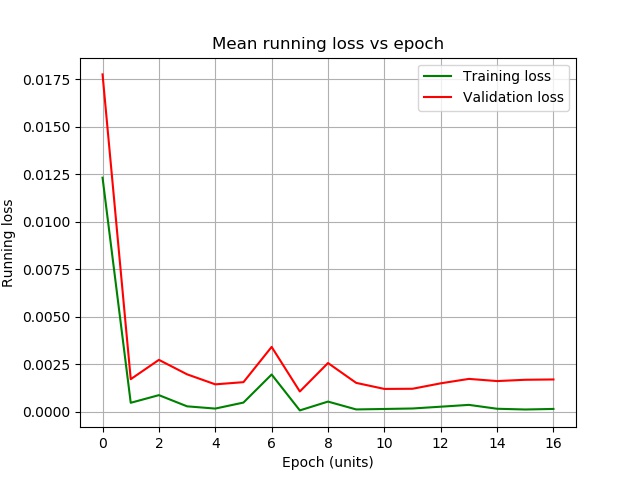 Mean running loss vs epoch
Training loss
Validation loss
0.0175
0.0150
0.0125
0.0100
0.0075
0.0050
0.0025
0.0000
Running loss
0 2 4 6 8 10 12 14 16
Epoch (units)